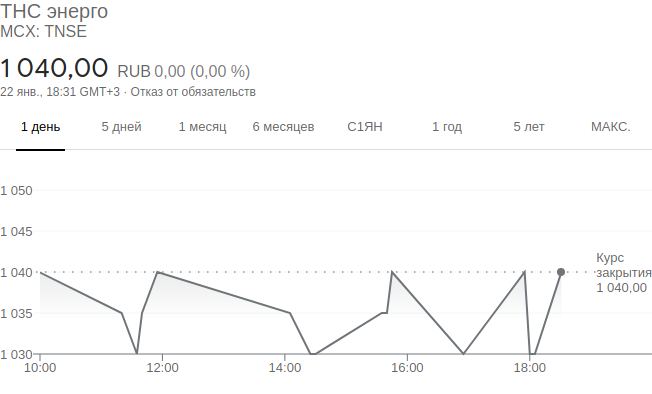 ТНС энерго
MCX: TNSE
1 040,00 RUB 0,00 (0,00 %)
22 янв., 18:31 GMT+3 · Отказ от обязательств
1 день 5 дней 1 месяц 6 месяцев С1ЯН 1 год 5 лет МАКС.
1 050
1 045
1 040
1 035
1 030
Курс
закрытия
1 040,00
10:00 12:00 14:00 16:00 18:00